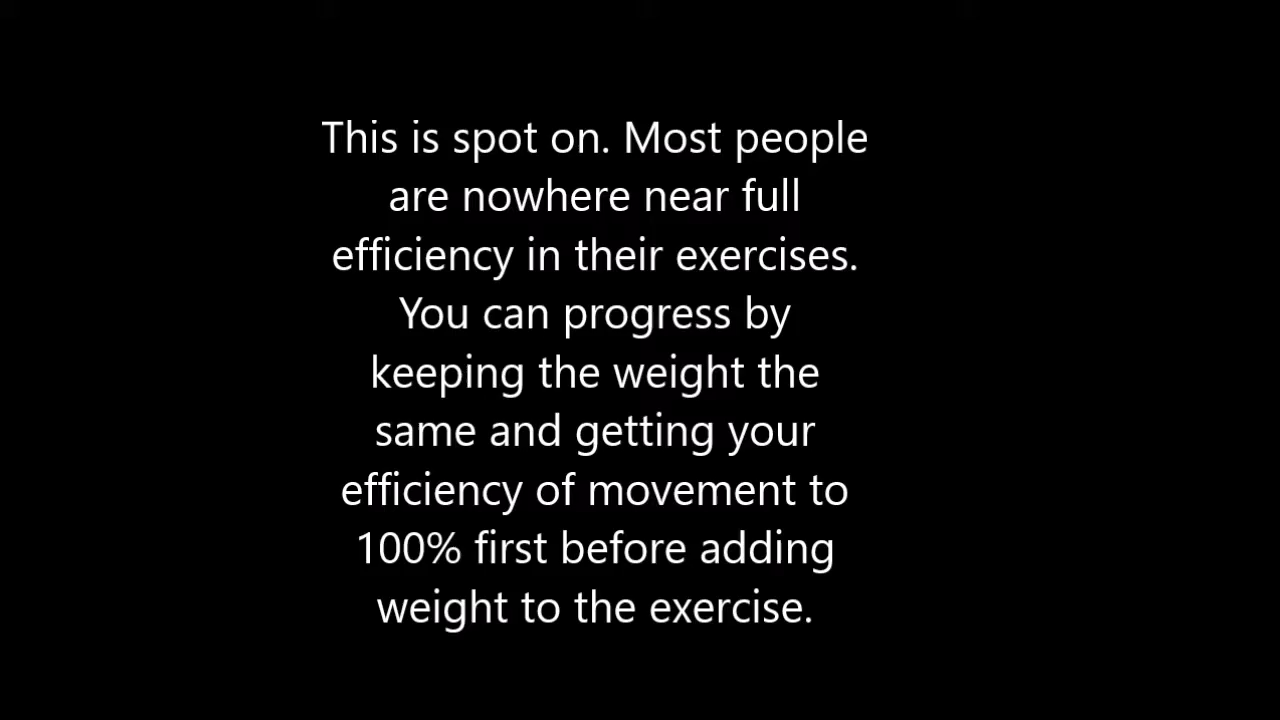 This is spot on. Most people
are nowhere near full
efficiency in their exercises.
You can progress by
keeping the weight the
same and getting your
efficiency of movement to
100% first before adding
weight to the exercise.